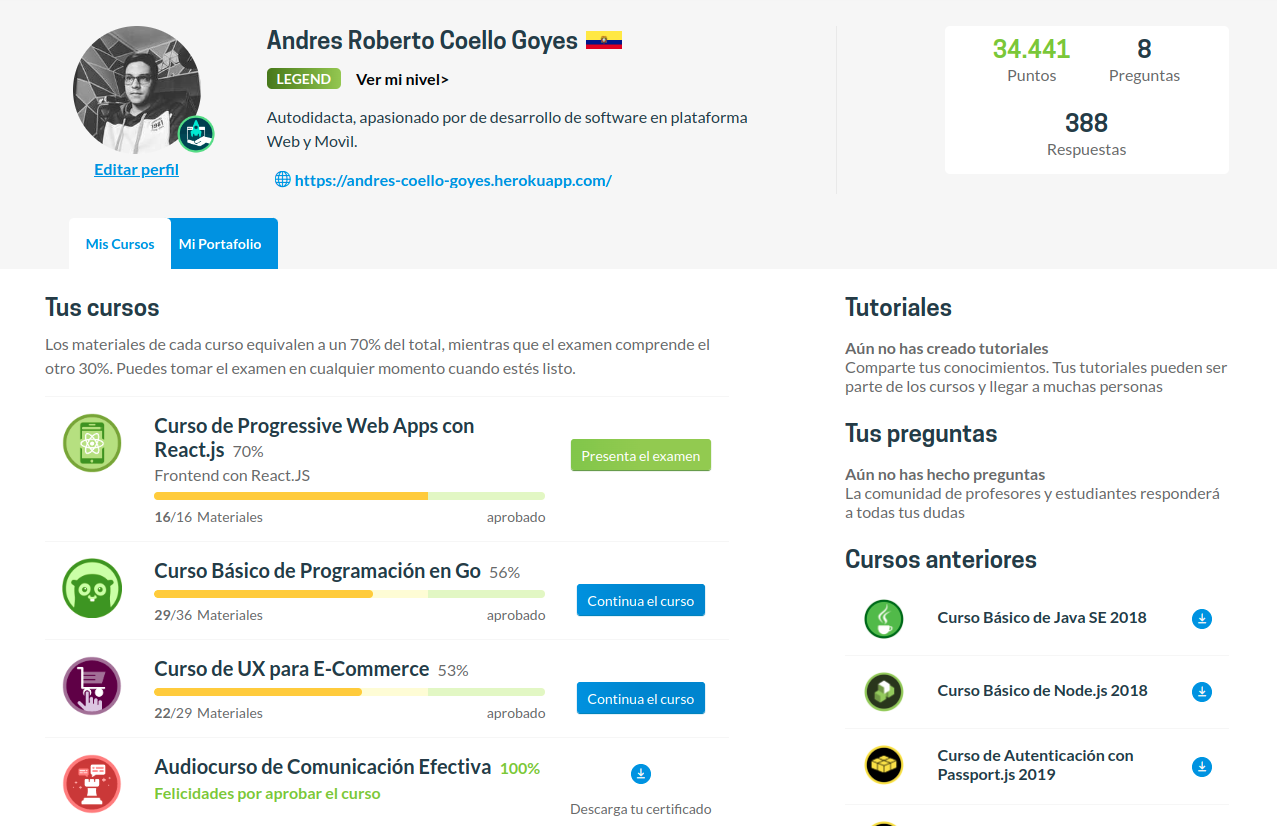 Andres Roberto Coello Goyes
LEGEND
Ver mi nivel>
Autodidacta, apasionado por de desarrollo de software en plataforma
Web y Movìl.
https://andres-coello-goyes.herokuapp.com/
Editar perfil
34.441
Puntos
8
Preguntas
388
Respuestas
Mis Cursos
Mi Portafolio
Tus cursos
Los materiales de cada curso equivalen a un 70% del total, mientras que el examen comprende el
otro 30%. Puedes tomar el examen en cualquier momento cuando estés listo.
Curso de Progressive Web Apps con
React.js 70%
Frontend con React.JS
16/16 Materiales
aprobado
Presenta el examen
Curso Básico de Programación en Go 56%
29/36 Materiales
aprobado
Continua el curso
Curso de UX para E-Commerce 53%
22/29 Materiales
aprobado
Continua el curso
Audiocurso de Comunicación Efectiva 100%
Felicidades por aprobar el curso
Descarga tu certificado
Tutoriales
Aún no has creado tutoriales
Comparte tus conocimientos. Tus tutoriales pueden ser
parte de los cursos y llegar a muchas personas
Tus preguntas
Aún no has hecho preguntas
La comunidad de profesores y estudiantes responderá
a todas tus dudas
Cursos anteriores
Curso Básico de Java SE 2018
Curso Básico de Node.js 2018
Curso de Autenticación con
Passport.js 2019